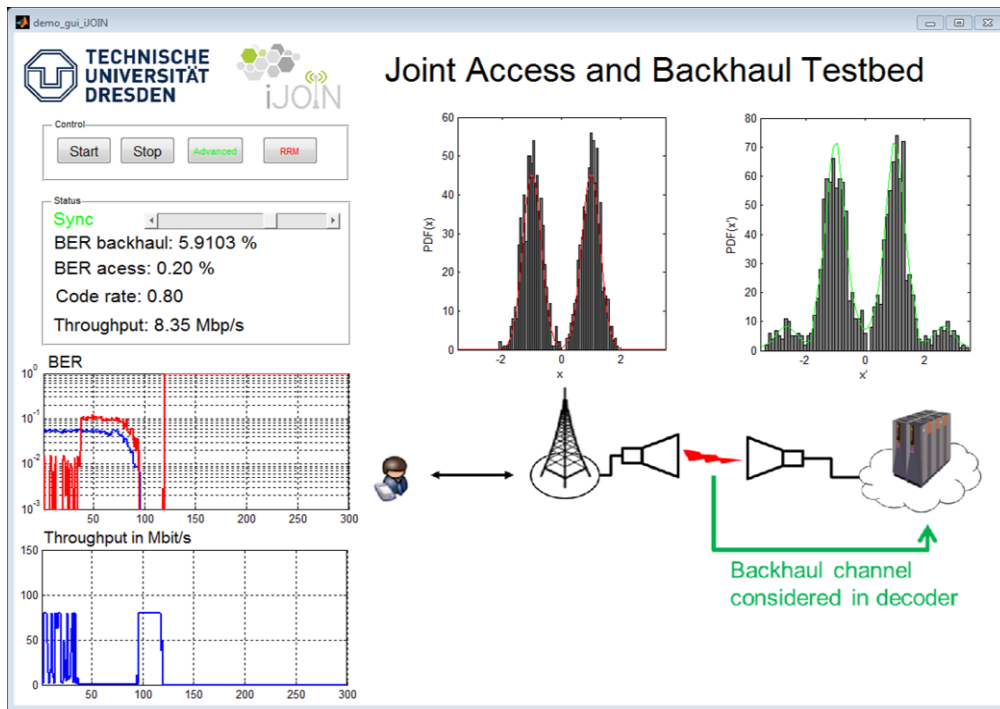 demo_gui_iJOIN
TECHNISCHE
UNIVERSITÄT
DRESDEN
iJOIN
Joint Access and Backhaul Testbed
Control
Start Stop Advanced RRM
Status
Sync
BER backhaul: 5.9103 %
BER acess: 0.20 %
Code rate: 0.80
Throughput: 8.35 Mbp/s
60
50
40
30
20
10
0
PDF(x)
-2 0 2
x
80
70
60
50
40
30
20
10
0
PDF(x')
-2 0 2
x'
BER
10^0
10^-1
10^-2
10^-3
50 100 150 200 250 300
Throughput in Mbit/s
150
100
50
0
50 100 150 200 250 300
Backhaul channel
considered in decoder